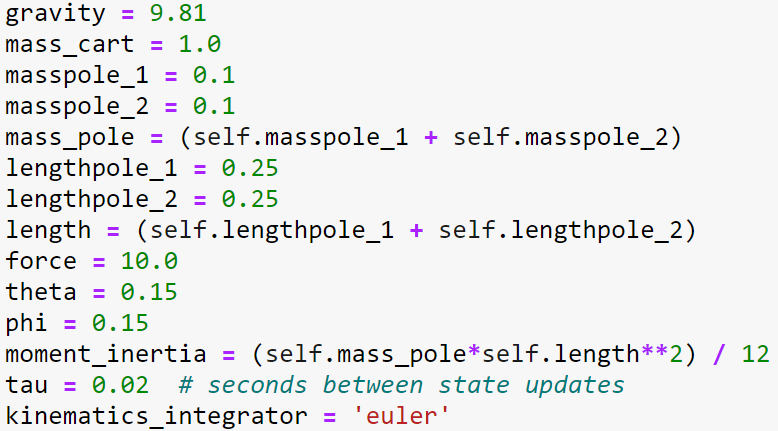 gravity = 9.81
mass_cart = 1.0
masspole_1 = 0.1
masspole_2 = 0.1
mass_pole = (self.masspole_1 + self.masspole_2)
lengthpole_1 = 0.25
lengthpole_2 = 0.25
length = (self.lengthpole_1 + self.lengthpole_2)
force = 10.0
theta = 0.15
phi = 0.15
moment_inertia = (self.mass_pole*self.length**2) / 12
tau = 0.02  # seconds between state updates
kinematics_integrator = 'euler'